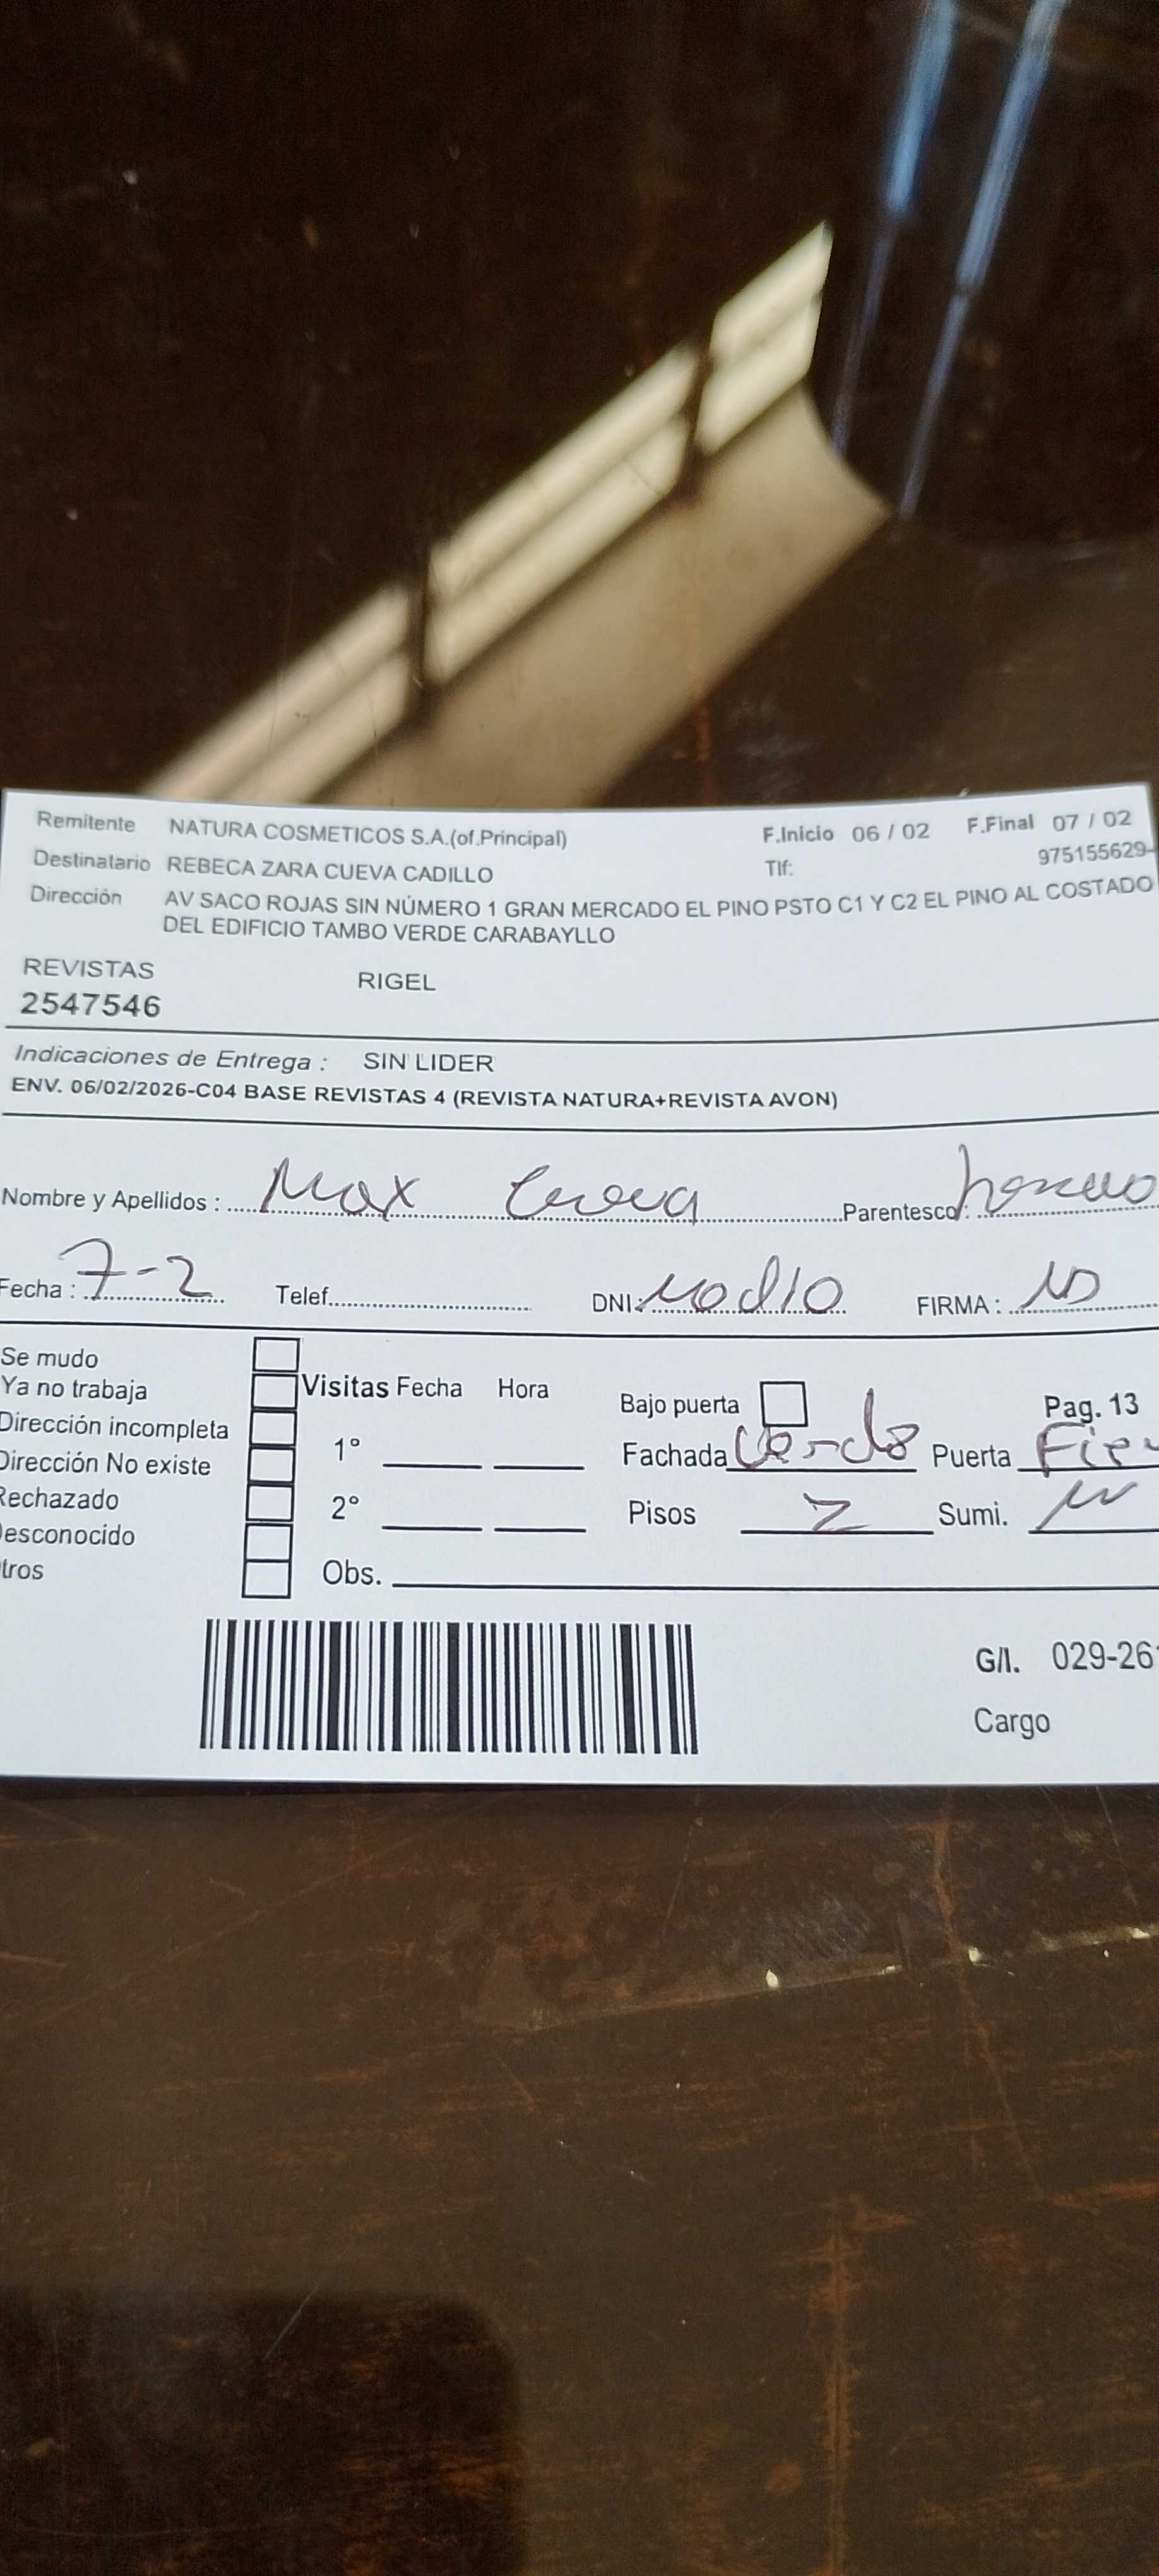 Remitente NATURA COSMETICOS S.A.(of.Principal) F.Inicio 06 / 02 F.Final 07 / 02
Destinatario REBECA ZARA CUEVA CADILLO Tlf: 975155629-
Dirección AV SACO ROJAS SIN NÚMERO 1 GRAN MERCADO EL PINO PSTO C1 Y C2 EL PINO AL COSTADO
DEL EDIFICIO TAMBO VERDE CARABAYLLO
REVISTAS RIGEL
2547546
Indicaciones de Entrega : SIN LIDER
ENV. 06/02/2026-C04 BASE REVISTAS 4 (REVISTA NATURA+REVISTA AVON)
Nombre y Apellidos : Max Cueva Parentesco :
Fecha : 7-2 Telef. DNI: No dio FIRMA : ND
Se mudo
Ya no trabaja Visitas Fecha Hora Bajo puerta Pag. 13
Dirección incompleta 1° Fachada Verde Puerta
Dirección No existe
Rechazado 2° Pisos 2 Sumi.
esconocido
tros Obs.
G/I. 029-26
Cargo